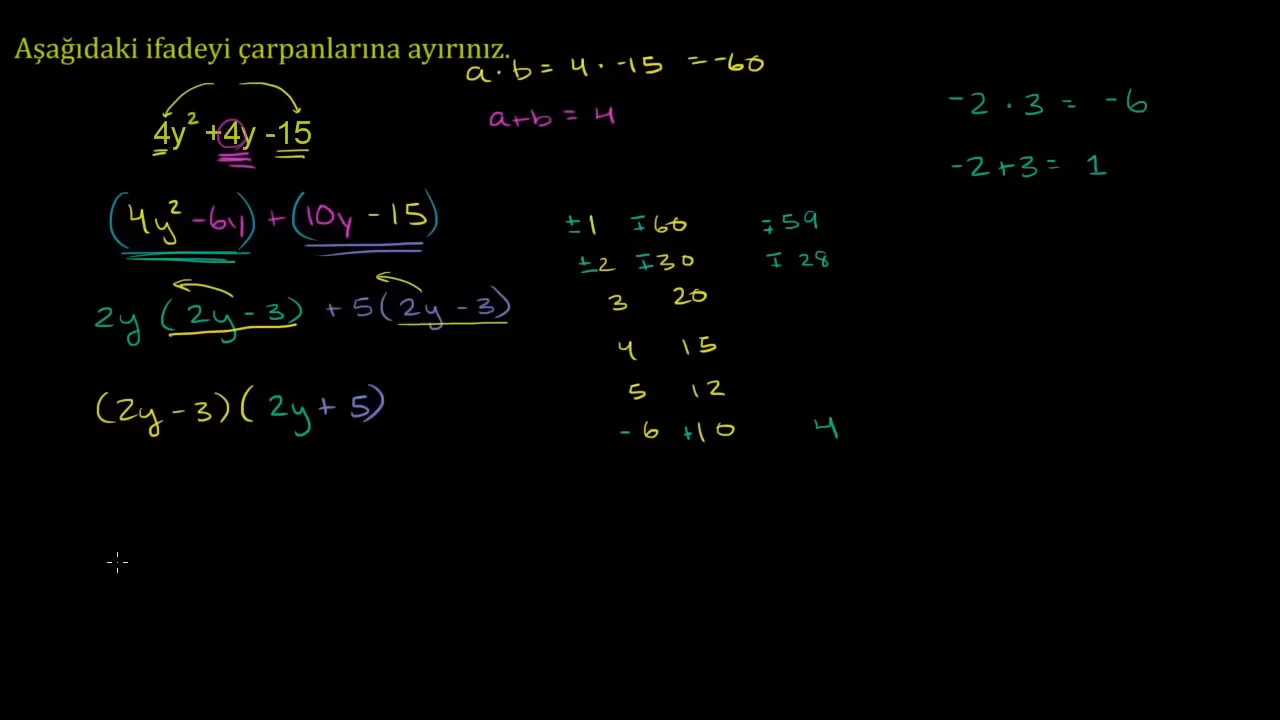 Aşağıdaki ifadeyi çarpanlarına ayırınız.
a · b = 4 · -15 = -60
a+b = 4
4y² +4y -15
-2 · 3 = -6
-2+3 = 1
(4y² -6y) + (10y -15)
2y (2y-3) +5(2y-3)
(2y-3)(2y+5)
±1 ∓60 ∓59
±2 ∓30 ∓28
3 20
4 15
5 12
-6 +10 4